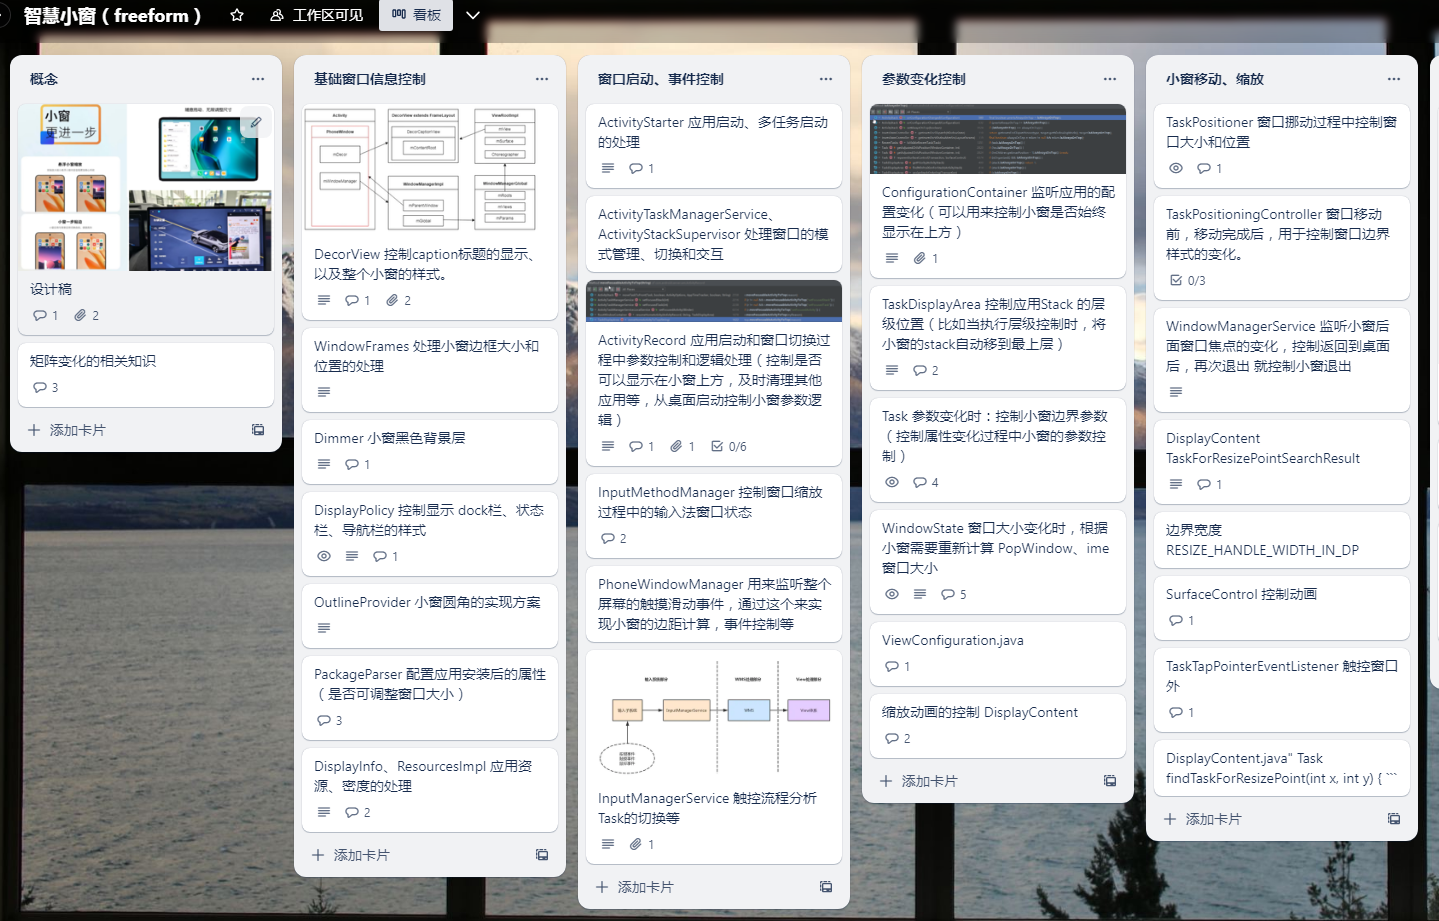 智慧小窗（freeform）
工作区可见
看板
概念
小窗
更进一步
设计稿
1
2
矩阵变化的相关知识
3
添加卡片
基础窗口信息控制
Activity
PhoneWindow
mDecor
mWindowManager
DecorView extends FrameLayout
DecorCaptionView
mContentRoot
WindowManagerImpl
mParentWindow
mGlobal
ViewRootImpl
mView
mSurface
Choreographer
WindowManagerGlobal
mRoots
mViews
mParams
DecorView 控制caption标题的显示、
以及整个小窗的样式。
1
2
WindowFrames 处理小窗边框大小和
位置的处理
Dimmer 小窗黑色背景层
1
DisplayPolicy 控制显示 dock栏、状态
栏、导航栏的样式
1
OutlineProvider 小窗圆角的实现方案
PackageParser 配置应用安装后的属性
（是否可调整窗口大小）
3
DisplayInfo、ResourcesImpl 应用资
源、密度的处理
2
添加卡片
窗口启动、事件控制
ActivityStarter 应用启动、多任务启动
的处理
1
ActivityTaskManagerService、
ActivityStackSupervisor 处理窗口的模
式管理、切换和交互
ActivityRecord 应用启动和窗口切换过
程中参数控制和逻辑处理（控制是否
可以显示在小窗上方，及时清理其他
应用等，从桌面启动控制小窗参数逻
辑）
1
1
0/6
InputMethodManager 控制窗口缩放
过程中的输入法窗口状态
2
PhoneWindowManager 用来监听整个
屏幕的触摸滑动事件，通过这个来实
现小窗的边距计算，事件控制等
InputManagerService
WMS
InputManagerService 触控流程分析
Task的切换等
1
添加卡片
参数变化控制
ConfigurationContainer 监听应用的配
置变化（可以用来控制小窗是否始终
显示在上方）
1
TaskDisplayArea 控制应用Stack 的层
级位置（比如当执行层级控制时，将
小窗的stack自动移到最上层）
2
Task 参数变化时：控制小窗边界参数
（控制属性变化过程中小窗的参数控
制）
4
WindowState 窗口大小变化时，根据
小窗需要重新计算 PopWindow、ime
窗口大小
5
ViewConfiguration.java
1
缩放动画的控制 DisplayContent
2
添加卡片
小窗移动、缩放
TaskPositioner 窗口挪动过程中控制窗
口大小和位置
1
TaskPositioningController 窗口移动
前，移动完成后，用于控制窗口边界
样式的变化。
0/3
WindowManagerService 监听小窗后
面窗口焦点的变化，控制返回到桌面
后，再次退出 就控制小窗退出
DisplayContent
TaskForResizePointSearchResult
1
边界宽度
RESIZE_HANDLE_WIDTH_IN_DP
SurfaceControl 控制动画
1
TaskTapPointerEventListener 触控窗口
外
1
DisplayContent.java" Task
findTaskForResizePoint(int x, int y) { ```
添加卡片